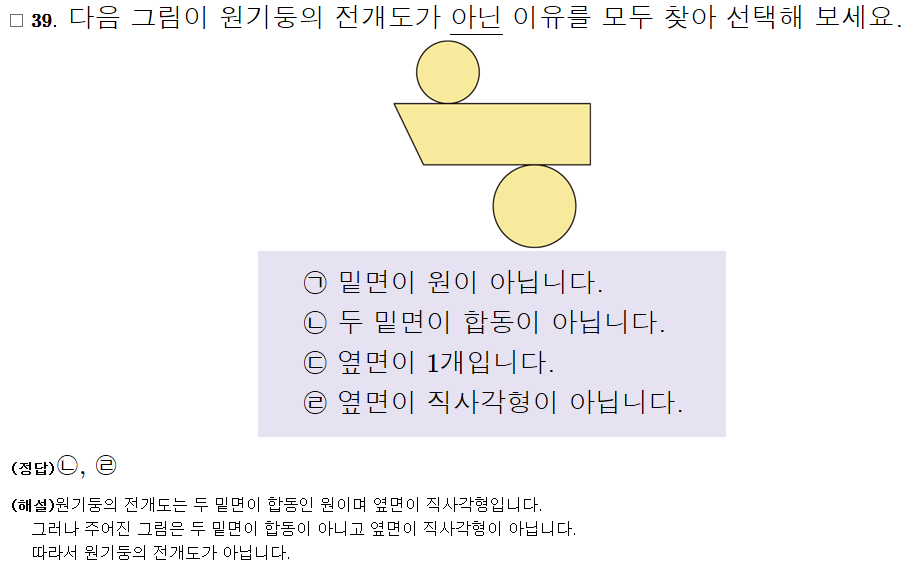 □ 39. 다음 그림이 원기둥의 전개도가 아닌 이유를 모두 찾아 선택해 보세요.
㉠ 밑면이 원이 아닙니다.
㉡ 두 밑면이 합동이 아닙니다.
㉢ 옆면이 1개입니다.
㉣ 옆면이 직사각형이 아닙니다.
(정답)㉡, ㉣
(해설)원기둥의 전개도는 두 밑면이 합동인 원이며 옆면이 직사각형입니다.
그러나 주어진 그림은 두 밑면이 합동이 아니고 옆면이 직사각형이 아닙니다.
따라서 원기둥의 전개도가 아닙니다.